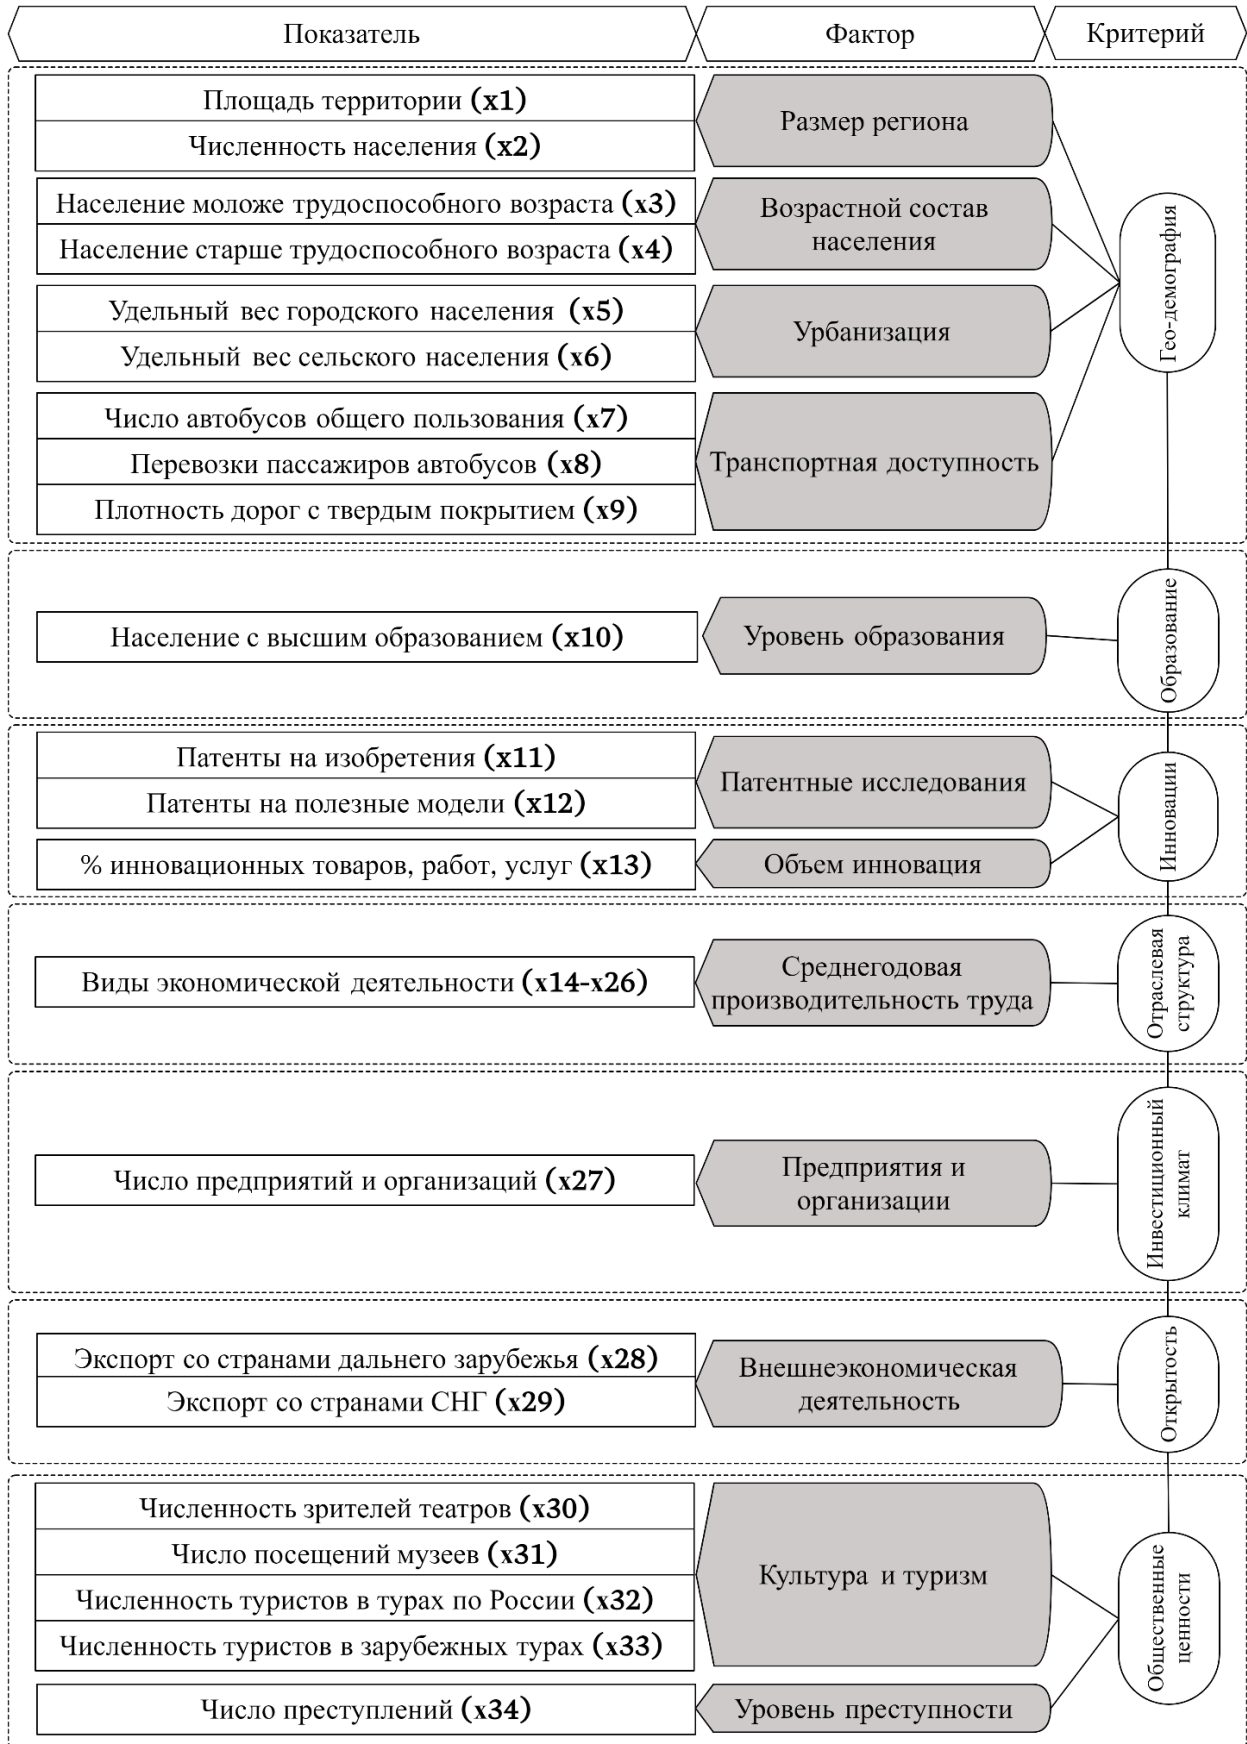 Показатель
Фактор
Критерий
Площадь территории (x1)
Численность населения (x2)
Размер региона
Население моложе трудоспособного возраста (x3)
Население старше трудоспособного возраста (x4)
Возрастной состав
населения
Удельный вес городского населения (x5)
Удельный вес сельского населения (x6)
Урбанизация
Число автобусов общего пользования (x7)
Перевозки пассажиров автобусов (x8)
Плотность дорог с твердым покрытием (x9)
Транспортная доступность
Гео-демография
Население с высшим образованием (x10)
Уровень образования
Образование
Патенты на изобретения (x11)
Патенты на полезные модели (x12)
Патентные исследования
% инновационных товаров, работ, услуг (x13)
Объем инновация
Инновации
Виды экономической деятельности (x14-x26)
Среднегодовая
производительность труда
Отраслевая
структура
Число предприятий и организаций (x27)
Предприятия и
организации
Инвестиционный
климат
Экспорт со странами дальнего зарубежья (x28)
Экспорт со странами СНГ (x29)
Внешнеэкономическая
деятельность
Открытость
Численность зрителей театров (x30)
Число посещений музеев (x31)
Численность туристов в турах по России (x32)
Численность туристов в зарубежных турах (x33)
Культура и туризм
Число преступлений (x34)
Уровень преступности
Общественные
ценности